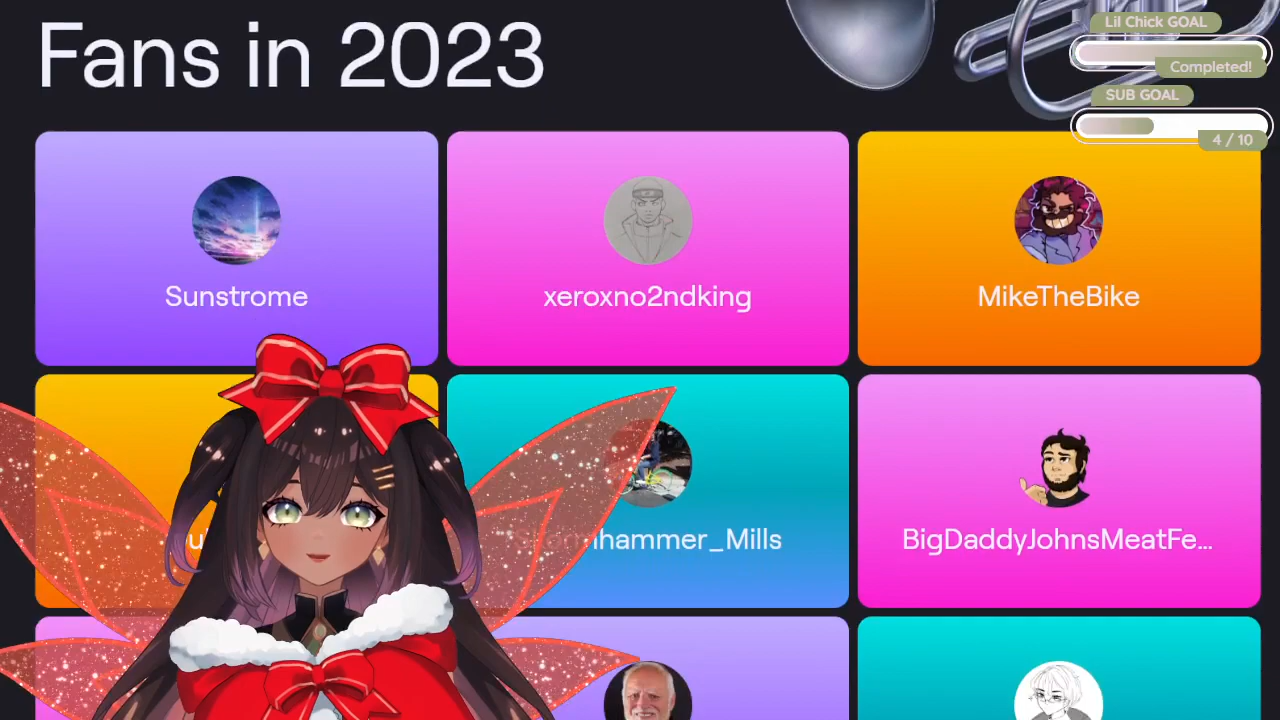 Fans in 2023
Lil Chick GOAL
Completed!
SUB GOAL
4 / 10
Sunstrome
xeroxno2ndking
MikeTheBike
hammer_Mills
BigDaddyJohnsMeatFe...